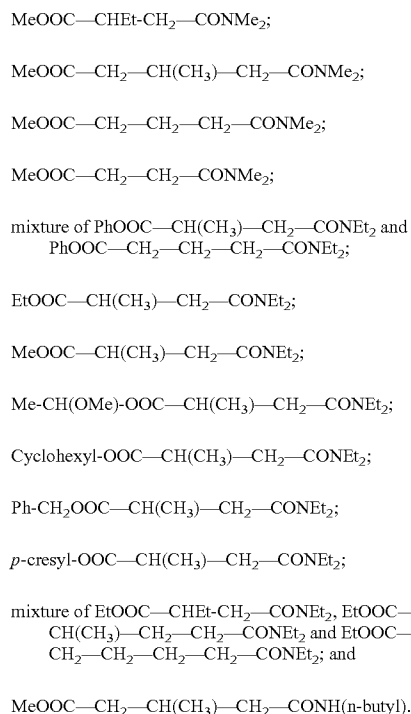 MeOOC—CHEt-CH₂—CONMe₂;
MeOOC—CH₂—CH(CH₃)—CH₂—CONMe₂;
MeOOC—CH₂—CH₂—CH₂—CONMe₂;
MeOOC—CH₂—CH₂—CONMe₂;
mixture of PhOOC—CH(CH₃)—CH₂—CONEt₂ and
PhOOC—CH₂—CH₂—CH₂—CONEt₂;
EtOOC—CH(CH₃)—CH₂—CONEt₂;
MeOOC—CH(CH₃)—CH₂—CONEt₂;
Me-CH(OMe)-OOC—CH(CH₃)—CH₂—CONEt₂;
Cyclohexyl-OOC—CH(CH₃)—CH₂—CONEt₂;
Ph-CH₂OOC—CH(CH₃)—CH₂—CONEt₂;
p-cresyl-OOC—CH(CH₃)—CH₂—CONEt₂;
mixture of EtOOC—CHEt-CH₂—CONEt₂, EtOOC—
CH(CH₃)—CH₂—CH₂—CONEt₂ and EtOOC—
CH₂—CH₂—CH₂—CH₂—CONEt₂; and
MeOOC—CH₂—CH(CH₃)—CH₂—CONH(n-butyl).